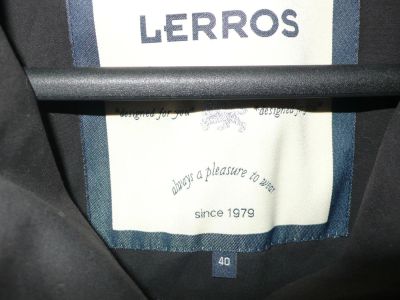 LERROS
"designed for you
always a pleasure to wear
since 1979
40